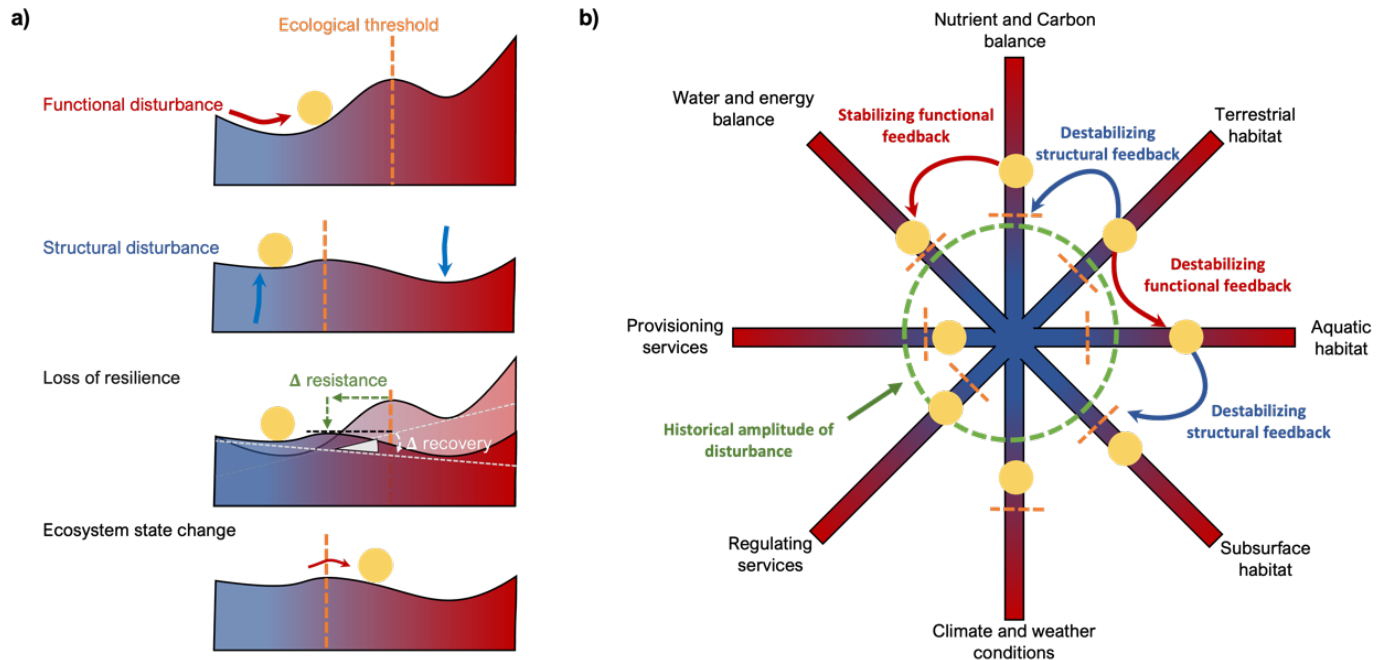 a)
Ecological threshold
Functional disturbance
Structural disturbance
Loss of resilience
Δ resistance
Δ recovery
Ecosystem state change
b)
Nutrient and Carbon
balance
Water and energy
balance
Stabilizing functional
feedback
Destabilizing
structural feedback
Terrestrial
habitat
Destabilizing
functional feedback
Provisioning
services
Aquatic
habitat
Historical amplitude of
disturbance
Destabilizing
structural feedback
Regulating
services
Subsurface
habitat
Climate and weather
conditions